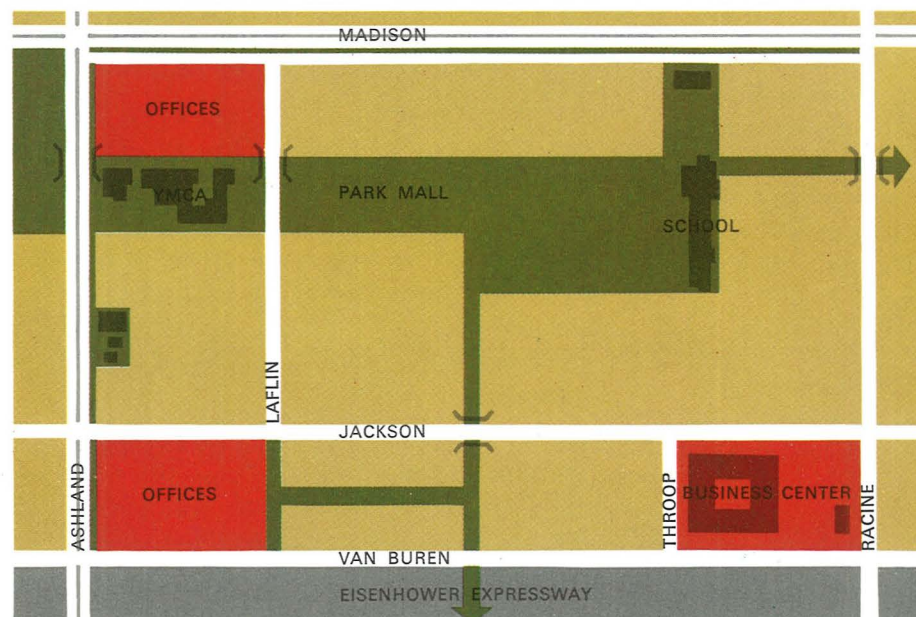 MADISON
OFFICES
YMCA
PARK MALL
SCHOOL
LAFLIN
JACKSON
ASHLAND
OFFICES
THROOP
BUSINESS CENTER
RACINE
VAN BUREN
EISENHOWER EXPRESSWAY